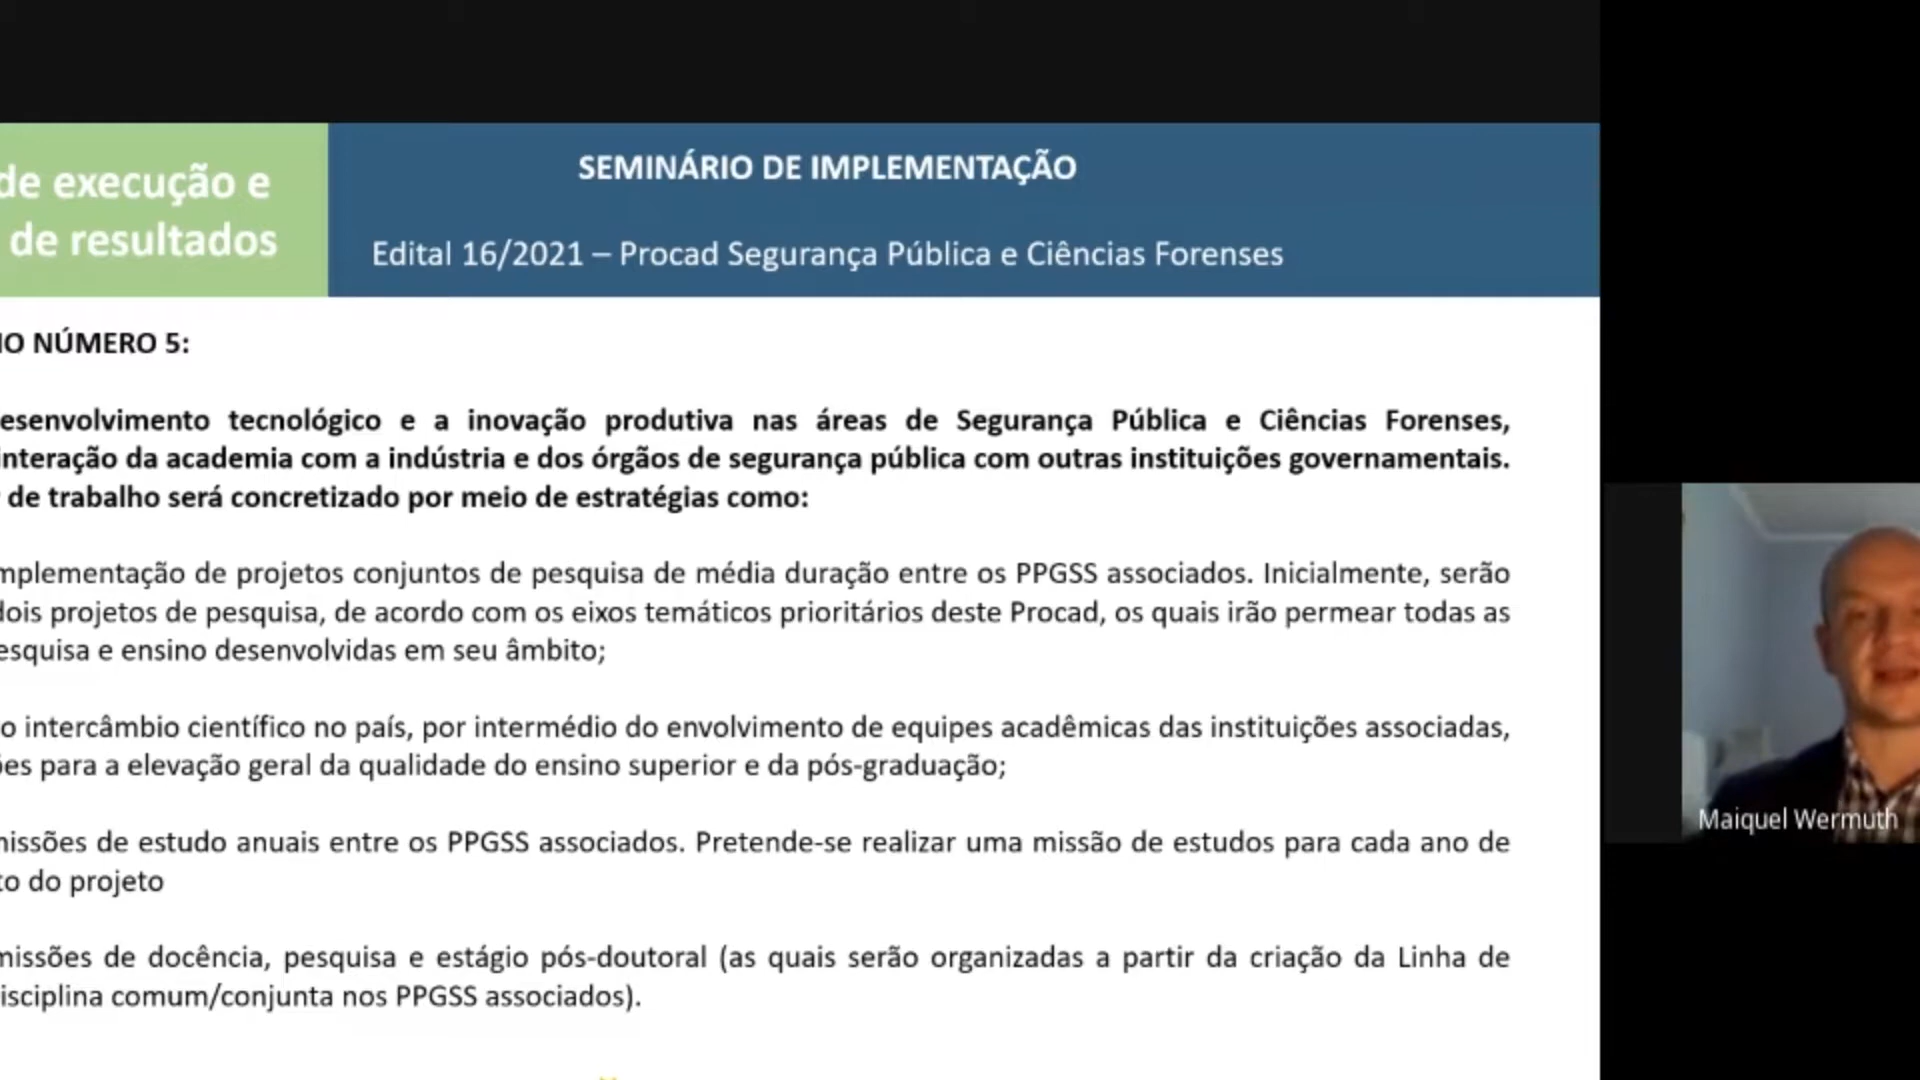 de execução e
de resultados
SEMINÁRIO DE IMPLEMENTAÇÃO
Edital 16/2021 – Procad Segurança Pública e Ciências Forenses
IO NÚMERO 5:
esenvolvimento tecnológico e a inovação produtiva nas áreas de Segurança Pública e Ciências Forenses,
interação da academia com a indústria e dos órgãos de segurança pública com outras instituições governamentais.
de trabalho será concretizado por meio de estratégias como:
mplementação de projetos conjuntos de pesquisa de média duração entre os PPGSS associados. Inicialmente, serão
dois projetos de pesquisa, de acordo com os eixos temáticos prioritários deste Procad, os quais irão permear todas as
esquisa e ensino desenvolvidas em seu âmbito;
o intercâmbio científico no país, por intermédio do envolvimento de equipes acadêmicas das instituições associadas,
ões para a elevação geral da qualidade do ensino superior e da pós-graduação;
missões de estudo anuais entre os PPGSS associados. Pretende-se realizar uma missão de estudos para cada ano de
to do projeto
missões de docência, pesquisa e estágio pós-doutoral (as quais serão organizadas a partir da criação da Linha de
isciplina comum/conjunta nos PPGSS associados).
Maiquel Wermuth